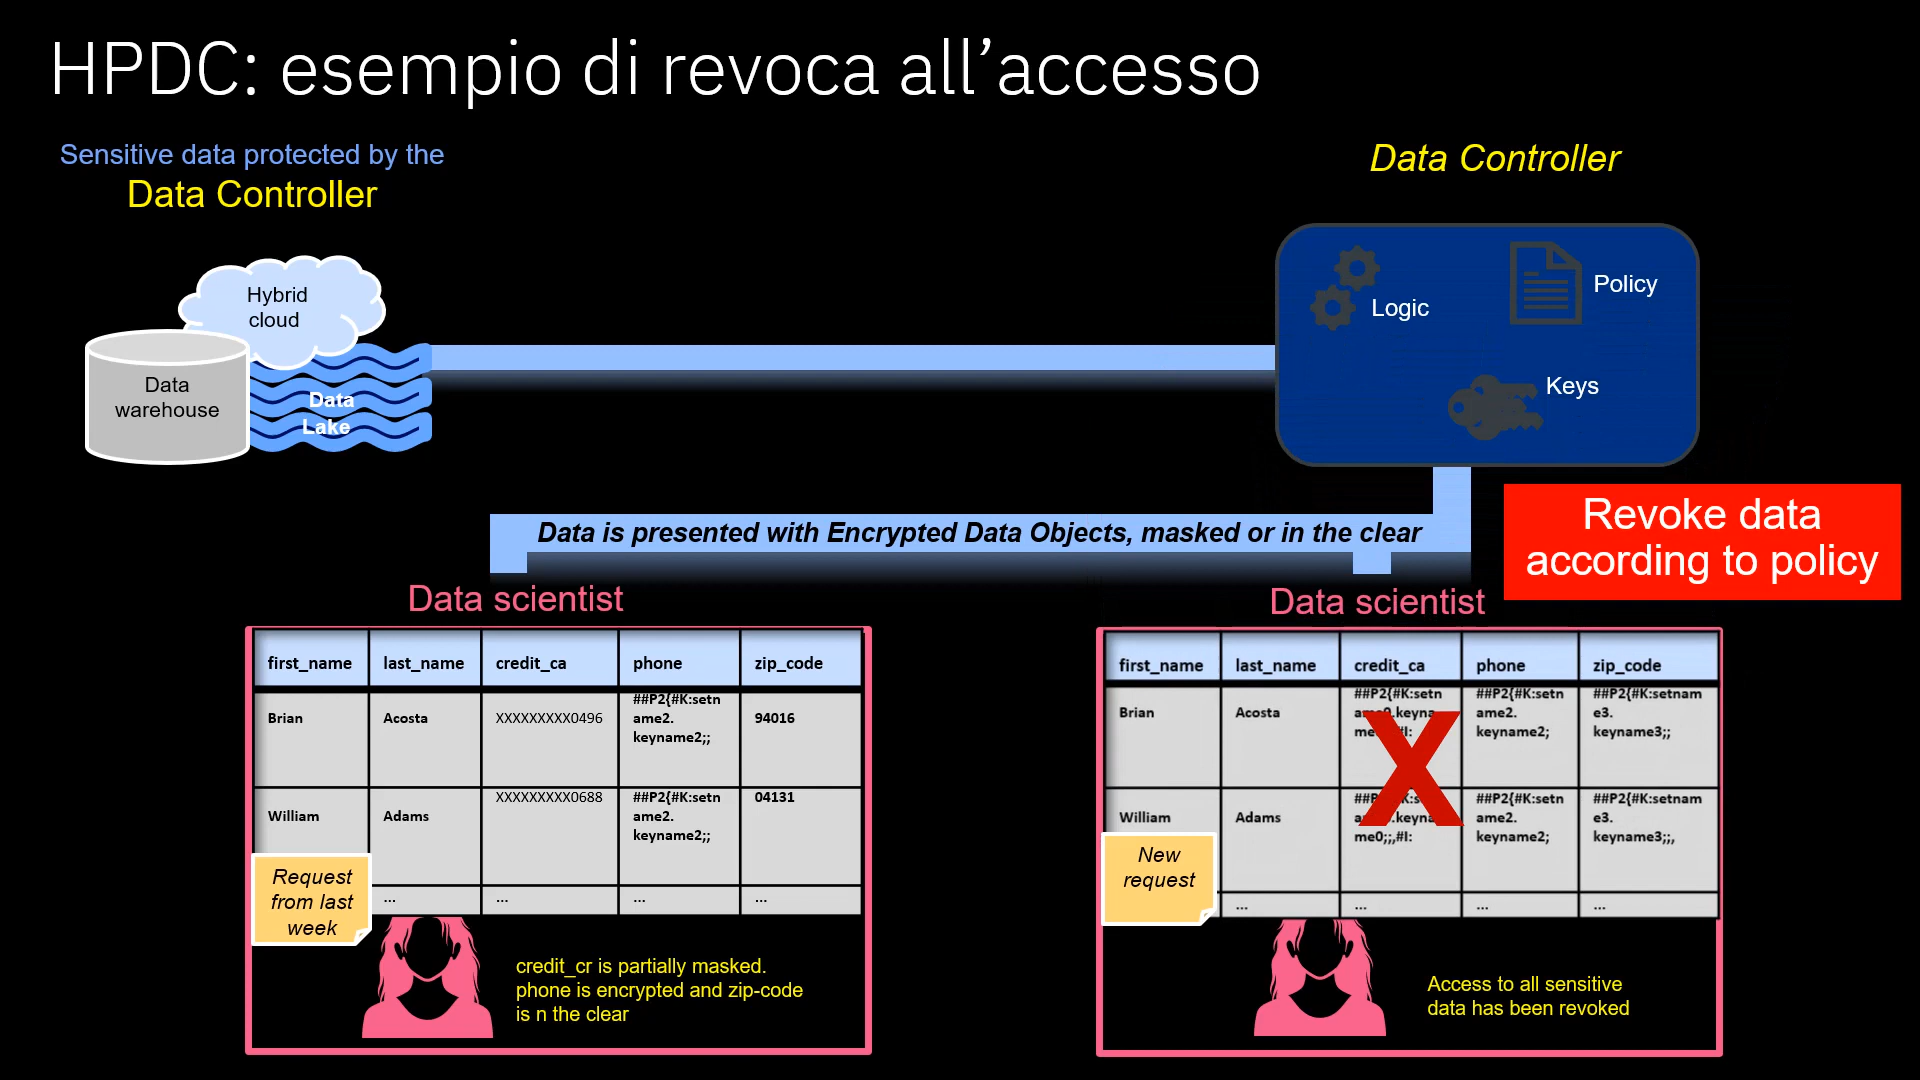 HPDC: esempio di revoca all’accesso
Sensitive data protected by the
Data Controller
Data Controller
Hybrid
cloud
Data
warehouse
Data
Lake
Logic
Policy
Keys
Data is presented with Encrypted Data Objects, masked or in the clear
Revoke data
according to policy
Data scientist
first_name last_name credit_ca phone zip_code
Brian Acosta XXXXXXXXX0496 ##P2{#K:setn 94016
ame2.
keyname2;;
William Adams XXXXXXXXX0688 ##P2{#K:setn 04131
ame2.
keyname2;;
... ... ... ...
Request
from last
week
credit_cr is partially masked.
phone is encrypted and zip-code
is n the clear
Data scientist
first_name last_name credit_ca phone zip_code
Brian Acosta ##P2{#K:setn ##P2{#K:setn ##P2{#K:setnam
ame2. e3.
keyname2; keyname3;;
William Adams ##P2{#K:setn ##P2{#K:setnam
ame2. e3.
me0;;,#I: keyname2; keyname3;;,
... ... ... ...
New
request
X
Access to all sensitive
data has been revoked